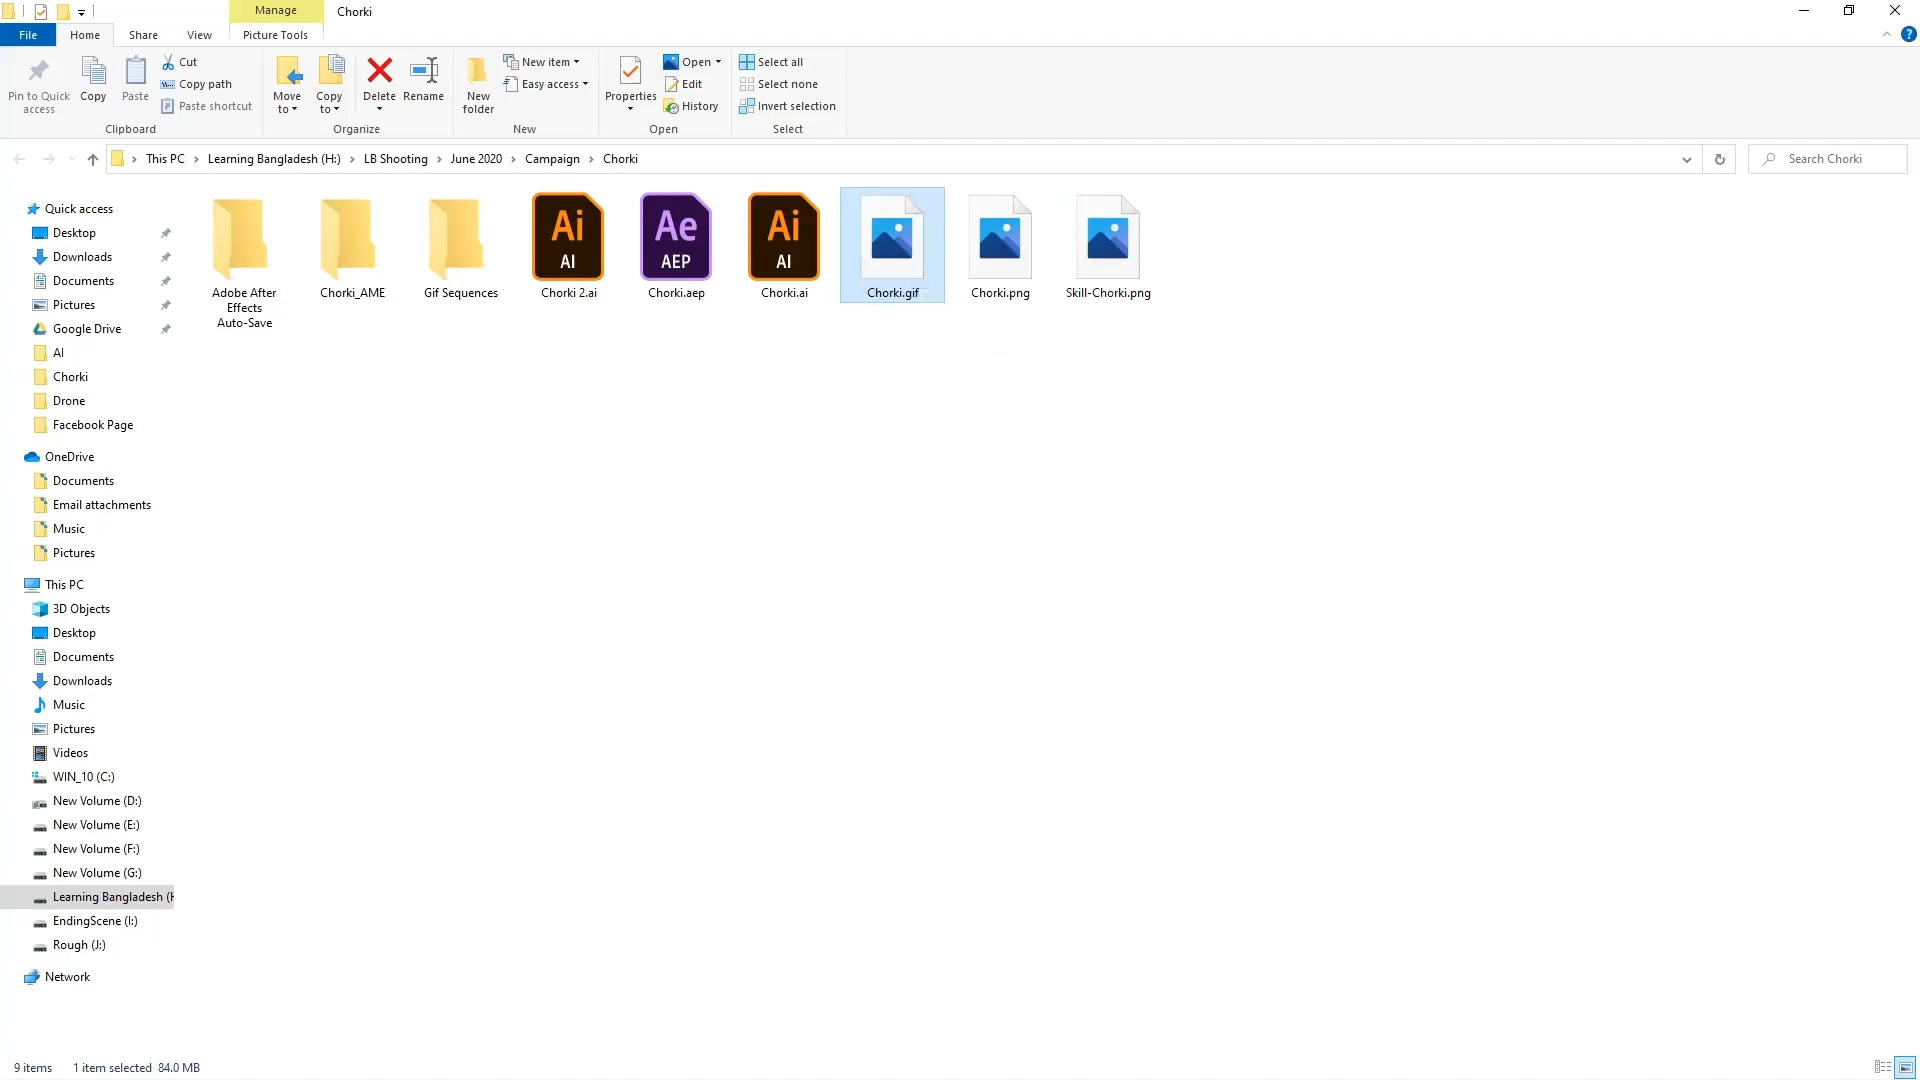 Manage
Chorki
File
Home
Share
View
Picture Tools
Pin to Quick
access
Copy
Paste
Cut
Copy path
Paste shortcut
Clipboard
Move
to
Copy
to
Delete
Rename
Organize
New
folder
New item
Easy access
New
Properties
Open
Edit
History
Open
Select all
Select none
Invert selection
Select
This PC
Learning Bangladesh (H:)
LB Shooting
June 2020
Campaign
Chorki
Search Chorki
Quick access
Desktop
Downloads
Documents
Pictures
Google Drive
AI
Chorki
Drone
Facebook Page
OneDrive
Documents
Email attachments
Music
Pictures
This PC
3D Objects
Desktop
Documents
Downloads
Music
Pictures
Videos
WIN_10 (C:)
New Volume (D:)
New Volume (E:)
New Volume (F:)
New Volume (G:)
Learning Bangladesh (H
EndingScene (I:)
Rough (J:)
Network
Adobe After
Effects
Auto-Save
Chorki_AME
Gif Sequences
Ai
AI
Chorki 2.ai
Ae
AEP
Chorki.aep
Ai
AI
Chorki.ai
Chorki.gif
Chorki.png
Skill-Chorki.png
9 items
1 item selected 84.0 MB